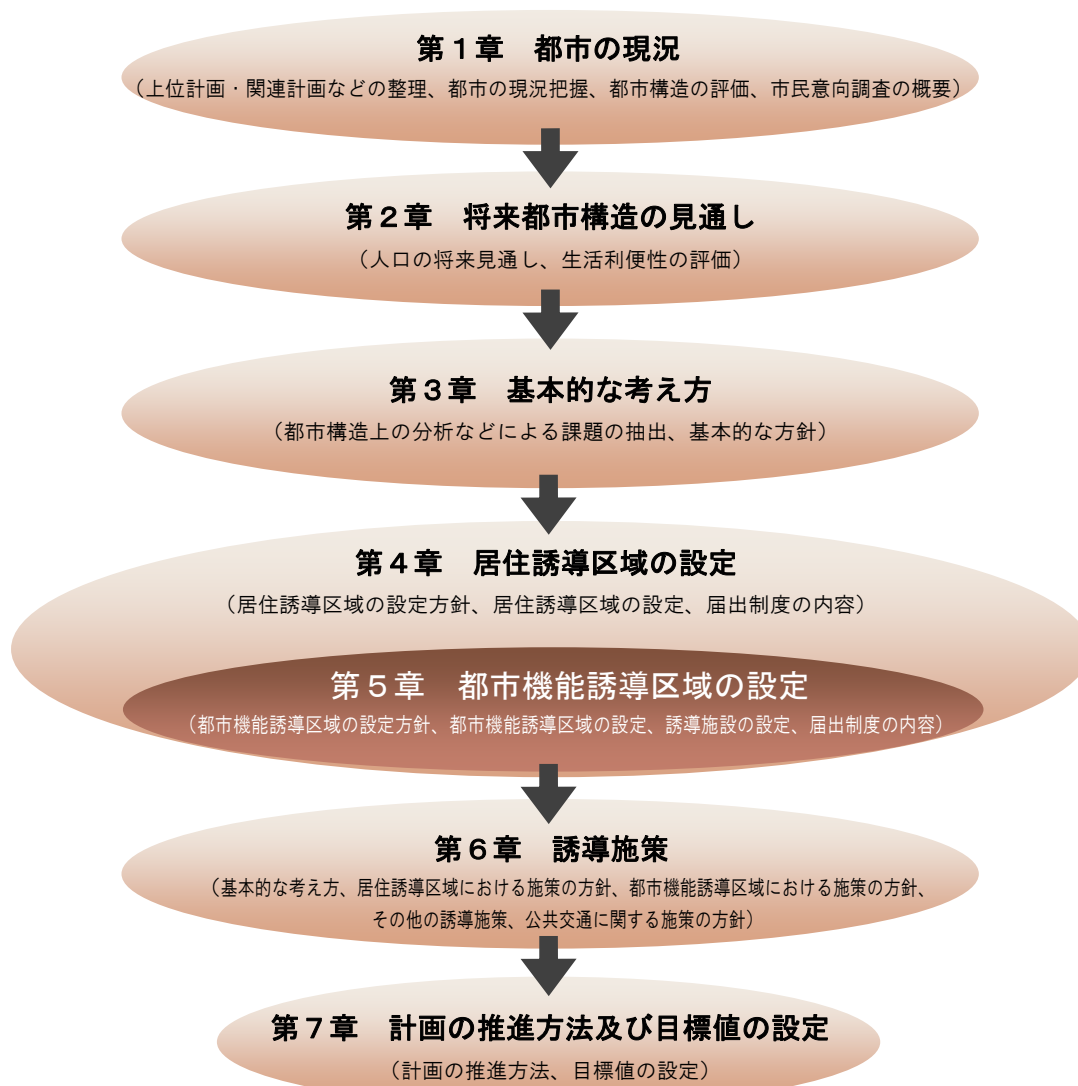 第１章　都市の現況
（上位計画・関連計画などの整理、都市の現況把握、都市構造の評価、市民意向調査の概要）
第２章　将来都市構造の見通し
（人口の将来見通し、生活利便性の評価）
第３章　基本的な考え方
（都市構造上の分析などによる課題の抽出、基本的な方針）
第４章　居住誘導区域の設定
（居住誘導区域の設定方針、居住誘導区域の設定、届出制度の内容）
第５章　都市機能誘導区域の設定
（都市機能誘導区域の設定方針、都市機能誘導区域の設定、誘導施設の設定、届出制度の内容）
第６章　誘導施策
（基本的な考え方、居住誘導区域における施策の方針、都市機能誘導区域における施策の方針、
その他の誘導施策、公共交通に関する施策の方針）
第７章　計画の推進方法及び目標値の設定
（計画の推進方法、目標値の設定）